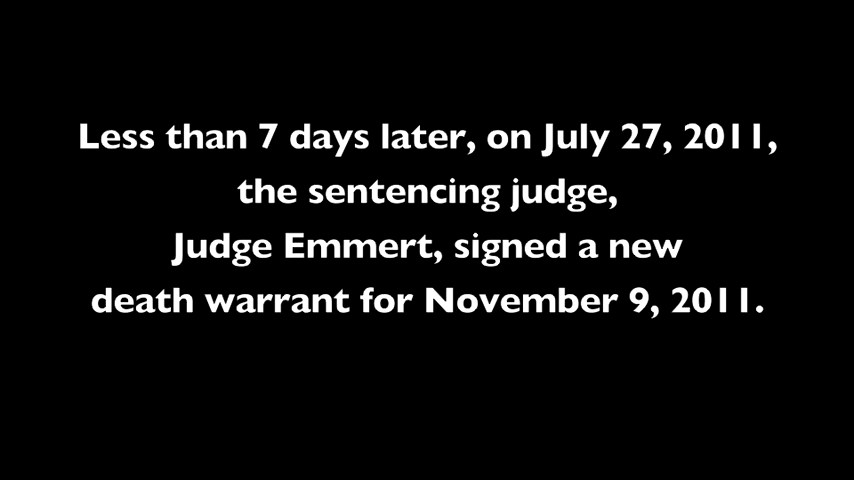 Less than 7 days later, on July 27, 2011,
the sentencing judge,
Judge Emmert, signed a new
death warrant for November 9, 2011.